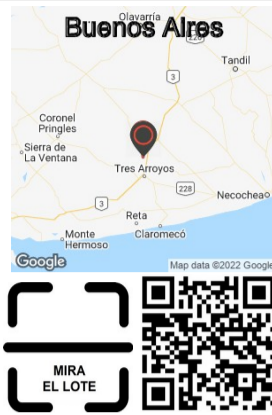 Olavarría
Buenos Aires
226
Tandil
3
Coronel
Pringles
Sierra de
La Ventana
Tres Arroyos
228
Necochea
3
Reta
Monte
Hermoso
Claromecó
Google
Map data ©2022 Google
MIRA
EL LOTE